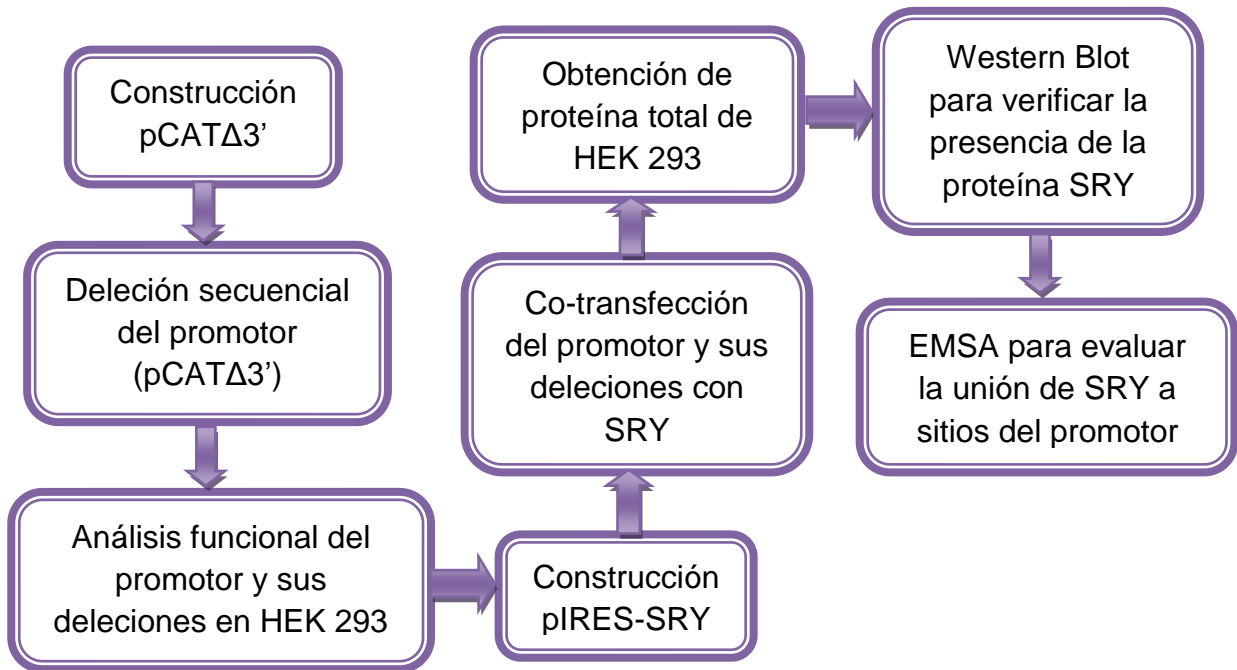 Construcción
pCATΔ3’
Deleción secuencial
del promotor
(pCATΔ3’)
Análisis funcional del
promotor y sus
deleciones en HEK 293
Construcción
pIRES-SRY
Co-transfección
del promotor y sus
deleciones con
SRY
Obtención de
proteína total de
HEK 293
Western Blot
para verificar la
presencia de la
proteína SRY
EMSA para evaluar
la unión de SRY a
sitios del promotor